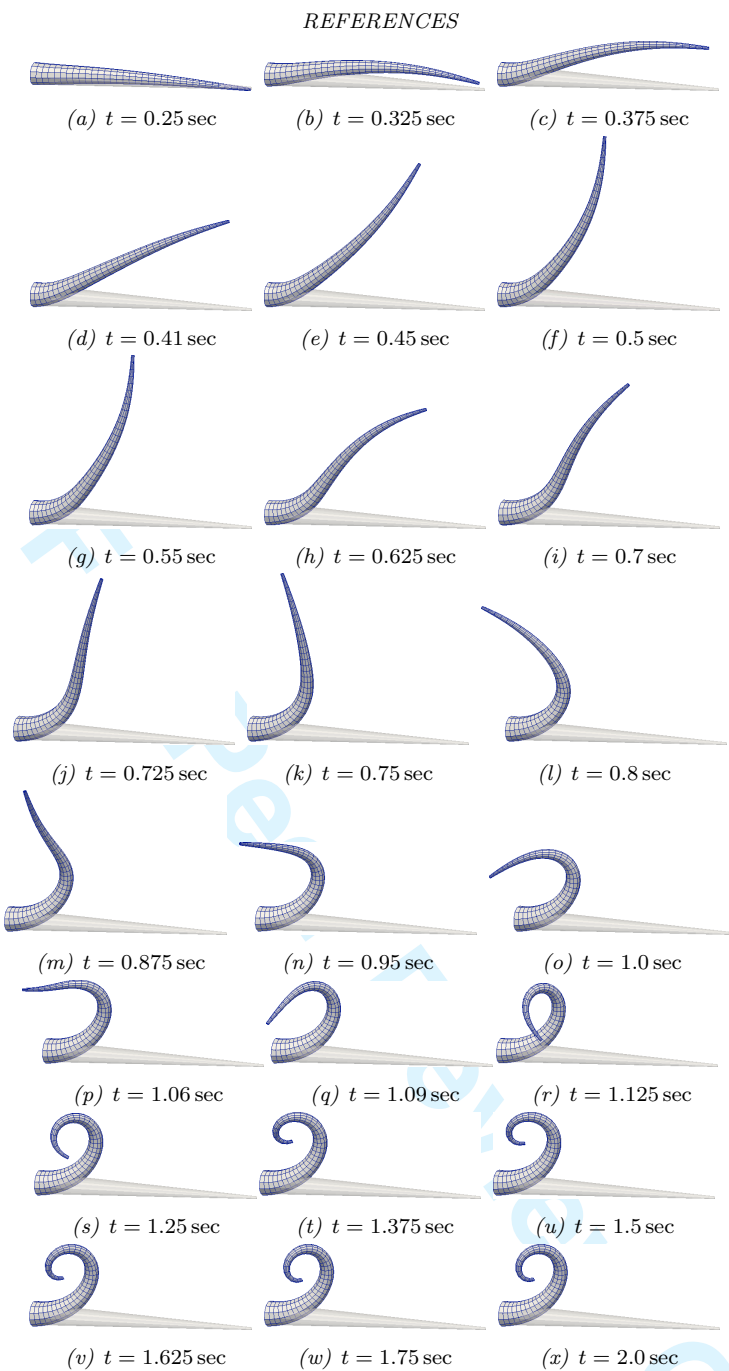 REFERENCES
(a) t = 0.25 sec (b) t = 0.325 sec (c) t = 0.375 sec
(d) t = 0.41 sec (e) t = 0.45 sec (f) t = 0.5 sec
(g) t = 0.55 sec (h) t = 0.625 sec (i) t = 0.7 sec
(j) t = 0.725 sec (k) t = 0.75 sec (l) t = 0.8 sec
(m) t = 0.875 sec (n) t = 0.95 sec (o) t = 1.0 sec
(p) t = 1.06 sec (q) t = 1.09 sec (r) t = 1.125 sec
(s) t = 1.25 sec (t) t = 1.375 sec (u) t = 1.5 sec
(v) t = 1.625 sec (w) t = 1.75 sec (x) t = 2.0 sec